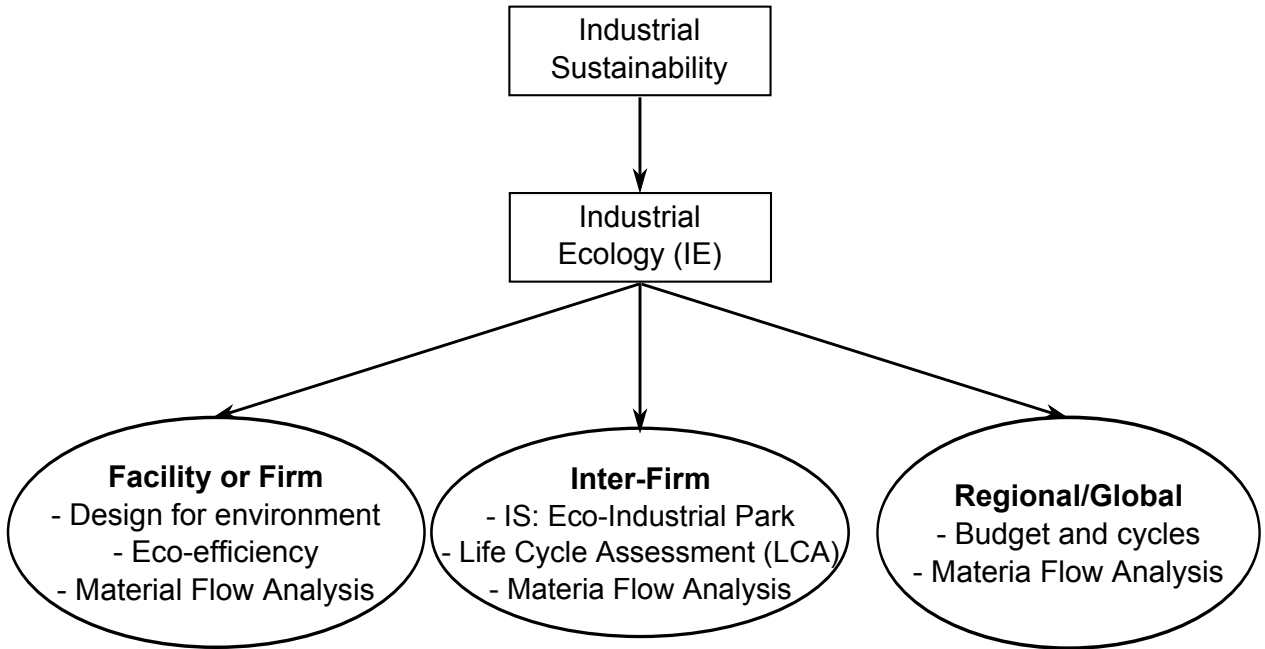 Industrial
Sustainability
Industrial
Ecology (IE)
Facility or Firm
- Design for environment
- Eco-efficiency
- Material Flow Analysis
Inter-Firm
- IS: Eco-Industrial Park
- Life Cycle Assessment (LCA)
- Materia Flow Analysis
Regional/Global
- Budget and cycles
- Materia Flow Analysis